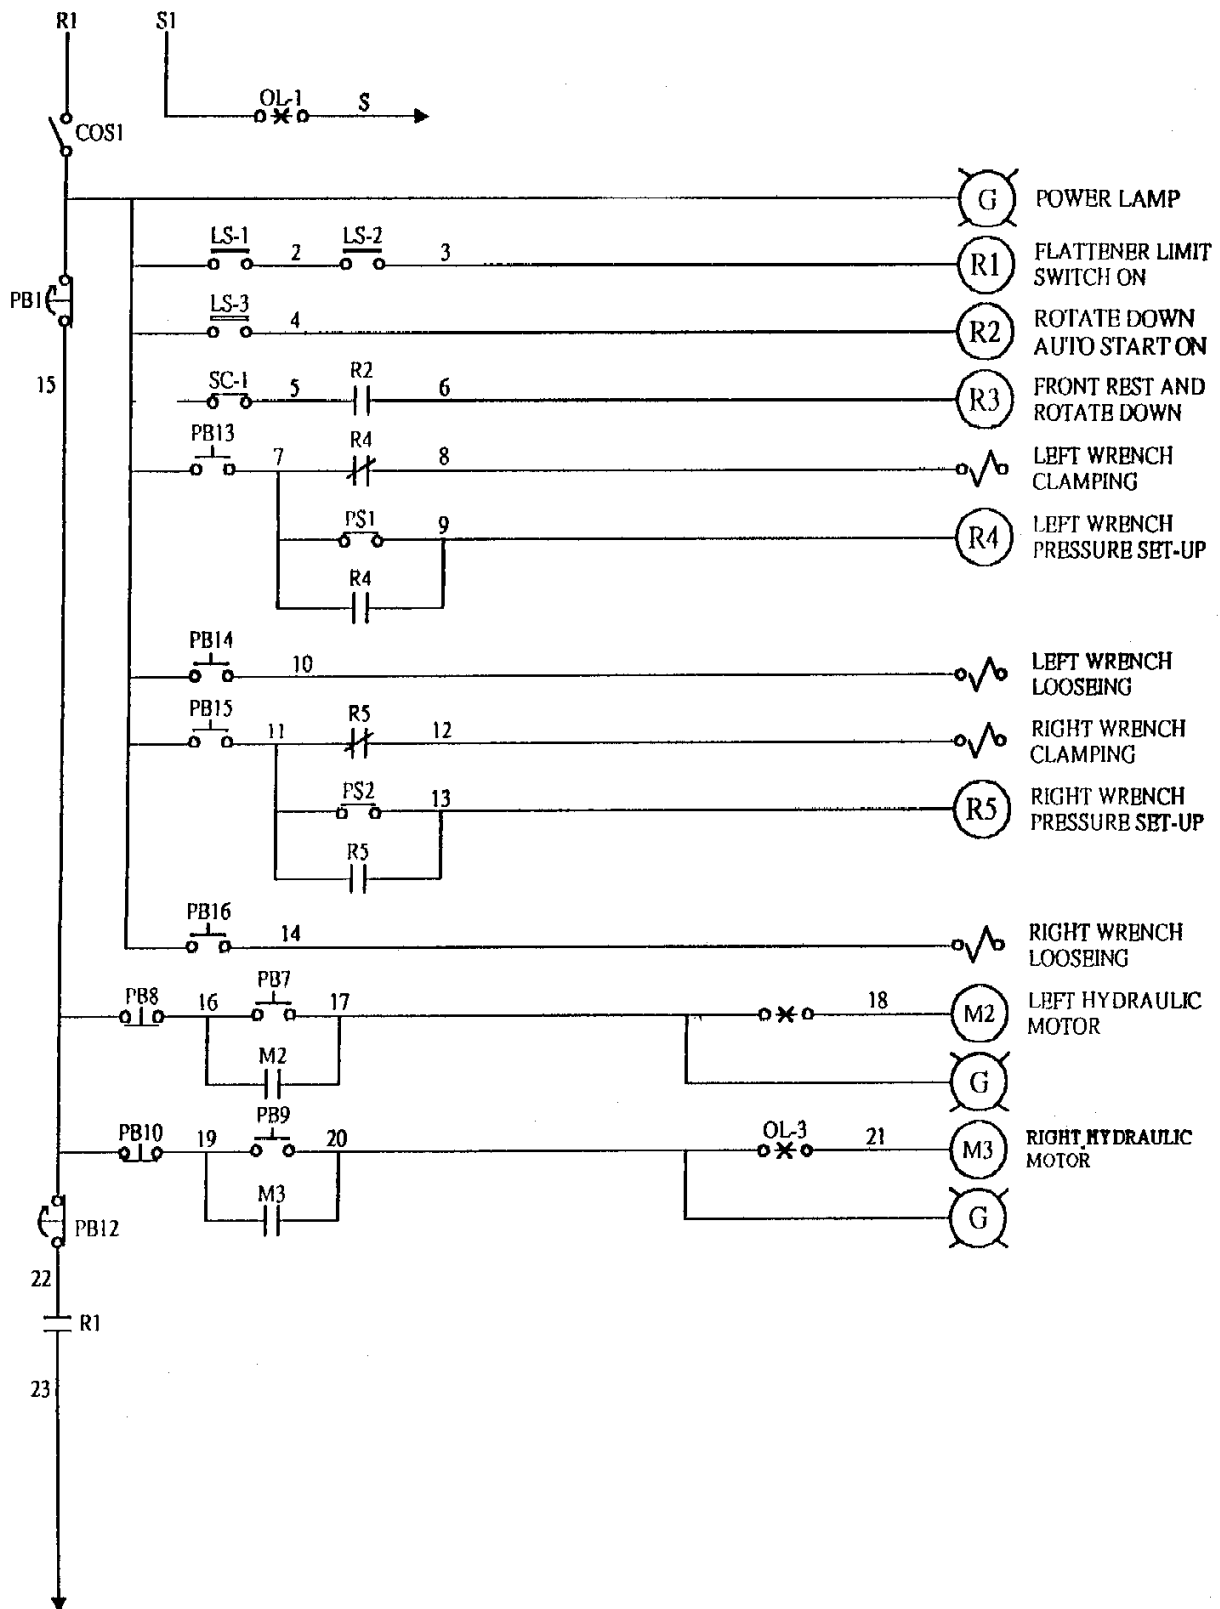 R1 S1
OL-1 S
COS1
G POWER LAMP
LS-1 2 LS-2 3 R1 FLATTENER LIMIT
SWITCH ON
PB1
LS-3 4 R2 ROTATE DOWN
AUTO START ON
15
SC-1 5 R2 6 R3 FRONT REST AND
ROTATE DOWN
PB13 7 R4 8 LEFT WRENCH
CLAMPING
PS1 9 R4 LEFT WRENCH
PRESSURE SET-UP
R4
PB14 10 LEFT WRENCH
LOOSEING
PB15 11 R5 12 RIGHT WRENCH
CLAMPING
PS2 13 R5 RIGHT WRENCH
PRESSURE SET-UP
R5
PB16 14 RIGHT WRENCH
LOOSEING
PB8 16 PB7 17 18 M2 LEFT HYDRAULIC
MOTOR
M2 G
PB10 19 PB9 20 OL-3 21 M3 RIGHT HYDRAULIC
MOTOR
M3 G
PB12
22
R1
23